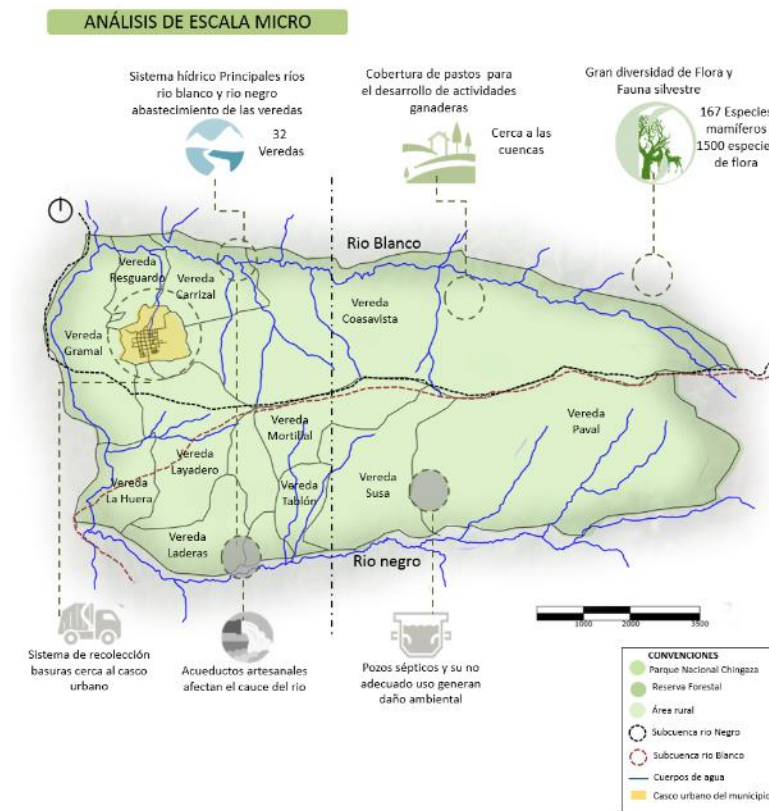 ANÁLISIS DE ESCALA MICRO
Sistema hídrico Principales ríos
rio blanco y rio negro
abastecimiento de las veredas
32
Veredas
Cobertura de pastos para
el desarrollo de actividades
ganaderas
Cerca a las
cuencas
Gran diversidad de Flora y
Fauna silvestre
167 Especies
mamíferos
1500 especie
de flora
Rio Blanco
Vereda
Resguardo
Vereda
Carrizal
Vereda
Gramal
Vereda
Coasavista
Vereda
Mortillal
Vereda
Paval
Vereda
Layadero
Vereda
La Huera
Vereda
Tablón
Vereda
Susa
Vereda
Laderas
Rio negro
1000 2000 3500
Sistema de recolección
basuras cerca al casco
urbano
Acueductos artesanales
afectan el cauce del rio
Pozos sépticos y su no
adecuado uso generan
daño ambiental
CONVENCIONES
Parque Nacional Chingaza
Reserva Forestal
Área rural
Subcuenca rio Negro
Subcuenca rio Blanco
Cuerpos de agua
Casco urbano del municipio